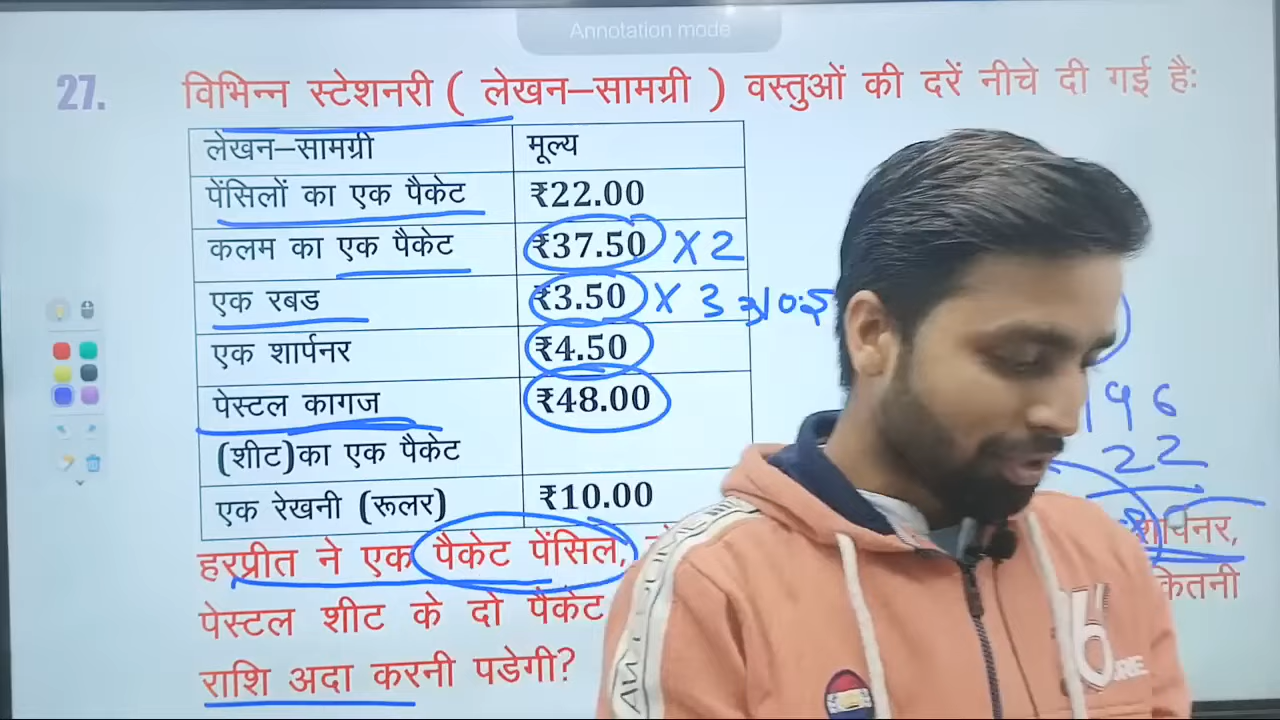 Annotation mode
27. विभिन्न स्टेशनरी ( लेखन–सामग्री ) वस्तुओं की दरें नीचे दी गई हैः
लेखन–सामग्री मूल्य
पेंसिलों का एक पैकेट ₹22.00
कलम का एक पैकेट ₹37.50 × 2
एक रबड ₹3.50 × 3
एक शार्पनर ₹4.50
पेस्टल कागज ₹48.00
(शीट)का एक पैकेट
एक रेखनी (रूलर) ₹10.00
196
22
हरप्रीत ने एक पैकेट पेंसिल, शार्पनर,
पेस्टल शीट के दो पैकेट कितनी
राशि अदा करनी पडेगी?